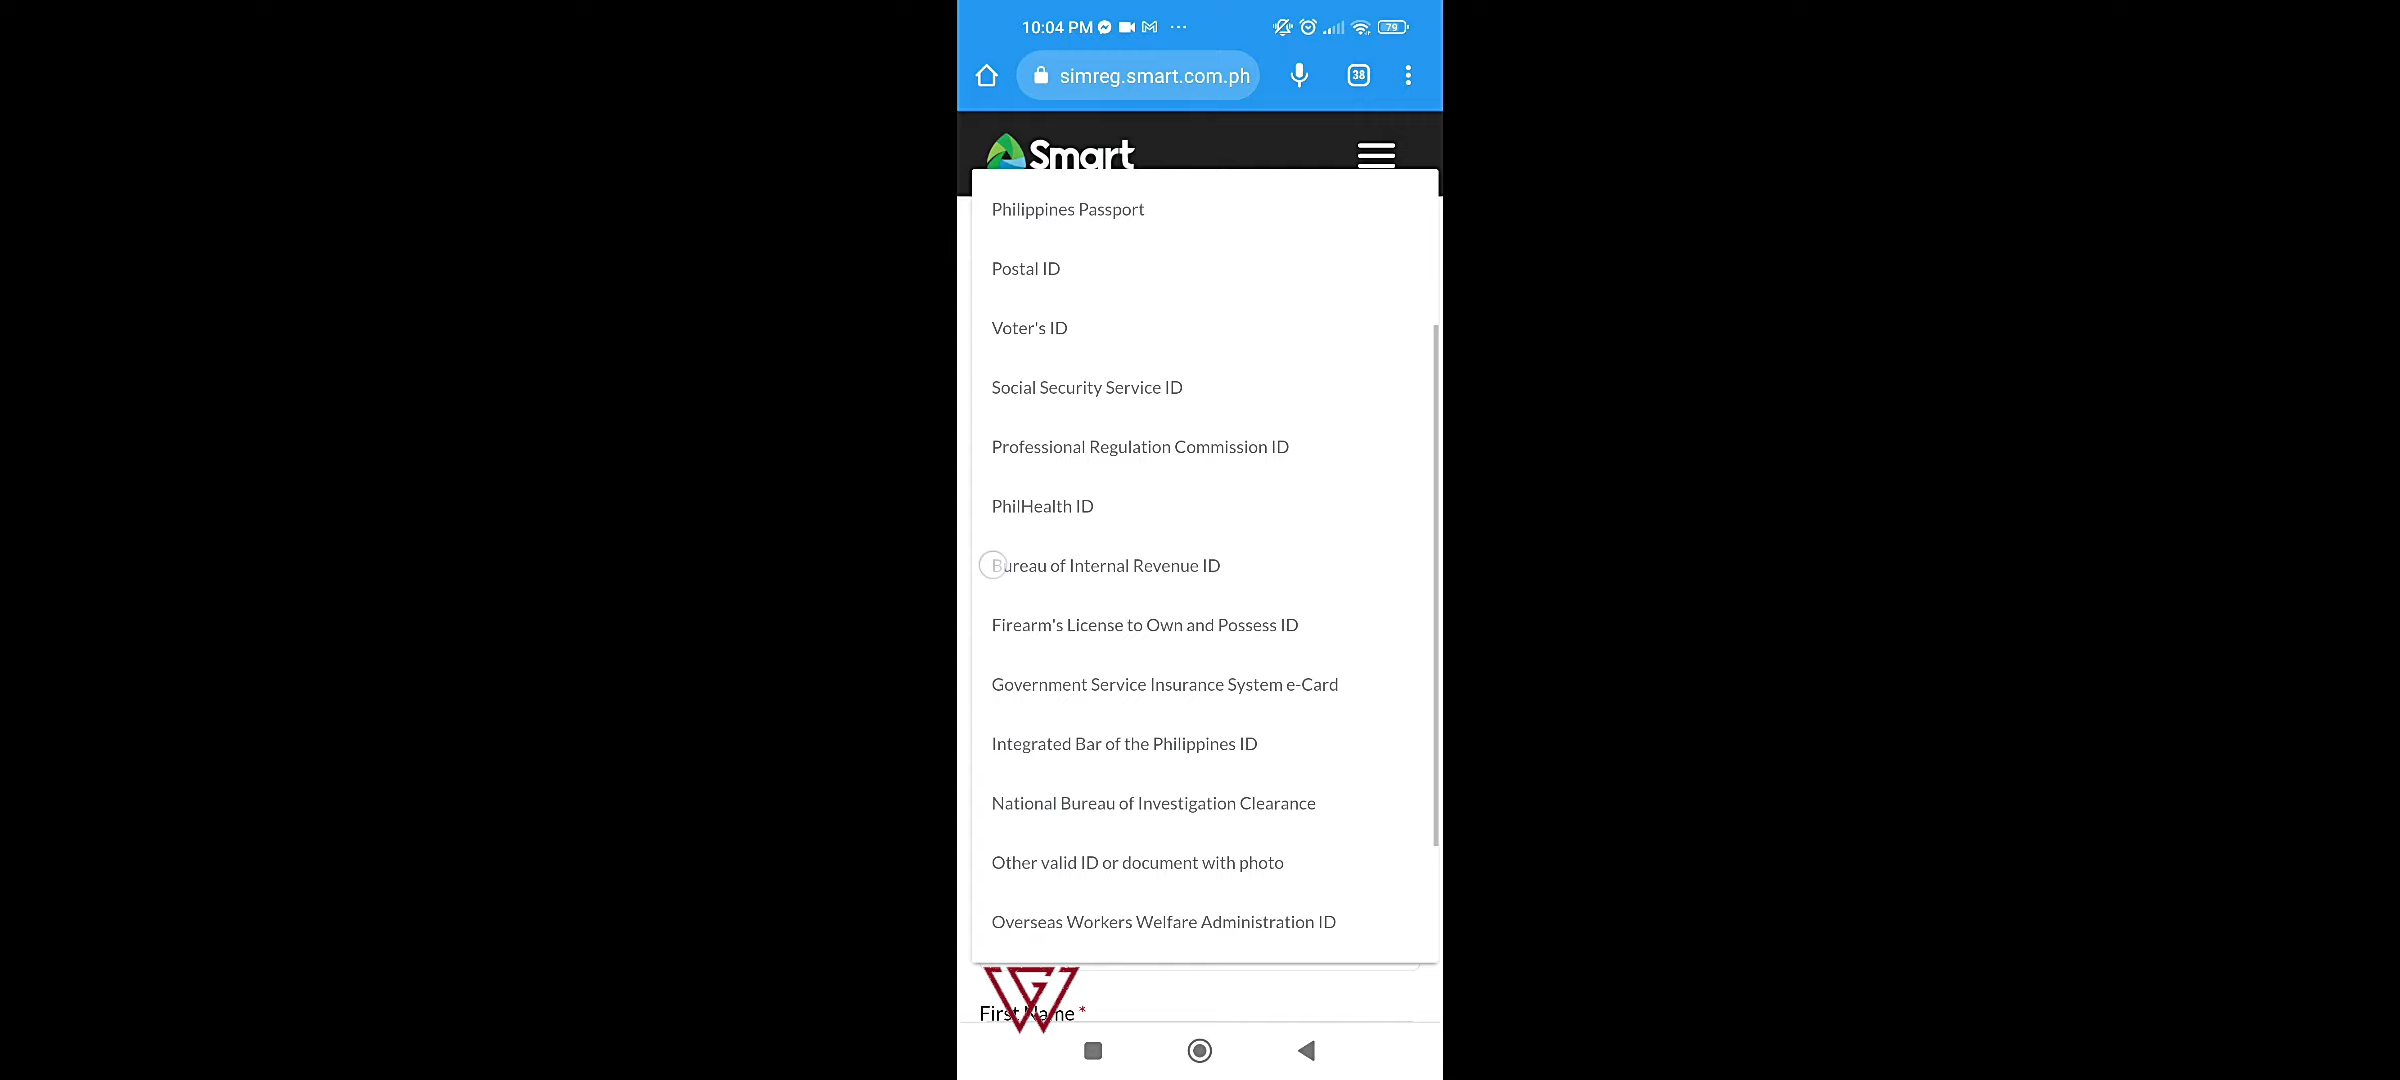 10:04 PM
79
simreg.smart.com.ph
38
Smart
Philippines Passport
Postal ID
Voter's ID
Social Security Service ID
Professional Regulation Commission ID
PhilHealth ID
Bureau of Internal Revenue ID
Firearm's License to Own and Possess ID
Government Service Insurance System e-Card
Integrated Bar of the Philippines ID
National Bureau of Investigation Clearance
Other valid ID or document with photo
Overseas Workers Welfare Administration ID
First Name *